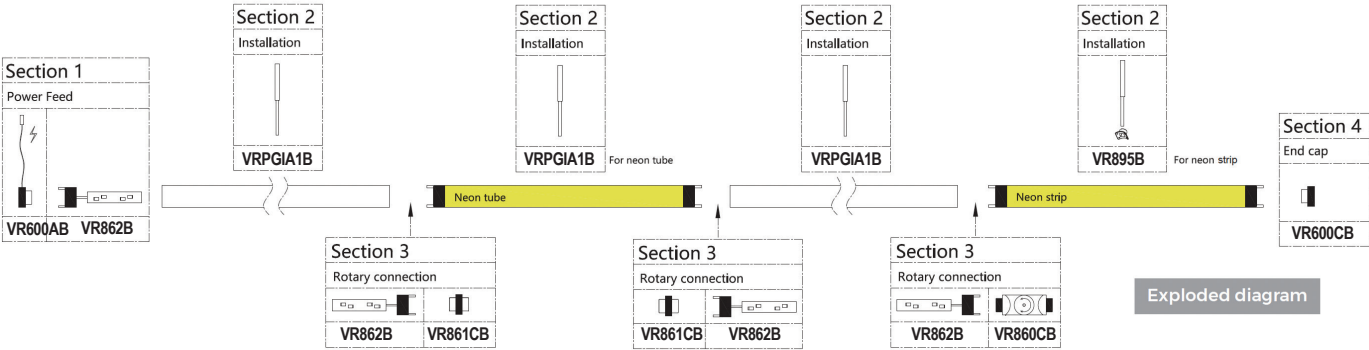 Section 1
Power Feed
VR600AB VR862B
Section 2
Installation
VRPGIA1B
Section 2
Installation
VRPGIA1B
For neon tube
Section 2
Installation
VRPGIA1B
Section 2
Installation
VR895B
For neon strip
Section 4
End cap
VR600CB
Neon tube
Neon strip
Section 3
Rotary connection
VR862B VR861CB
Section 3
Rotary connection
VR861CB VR862B
Section 3
Rotary connection
VR862B VR860CB
Exploded diagram